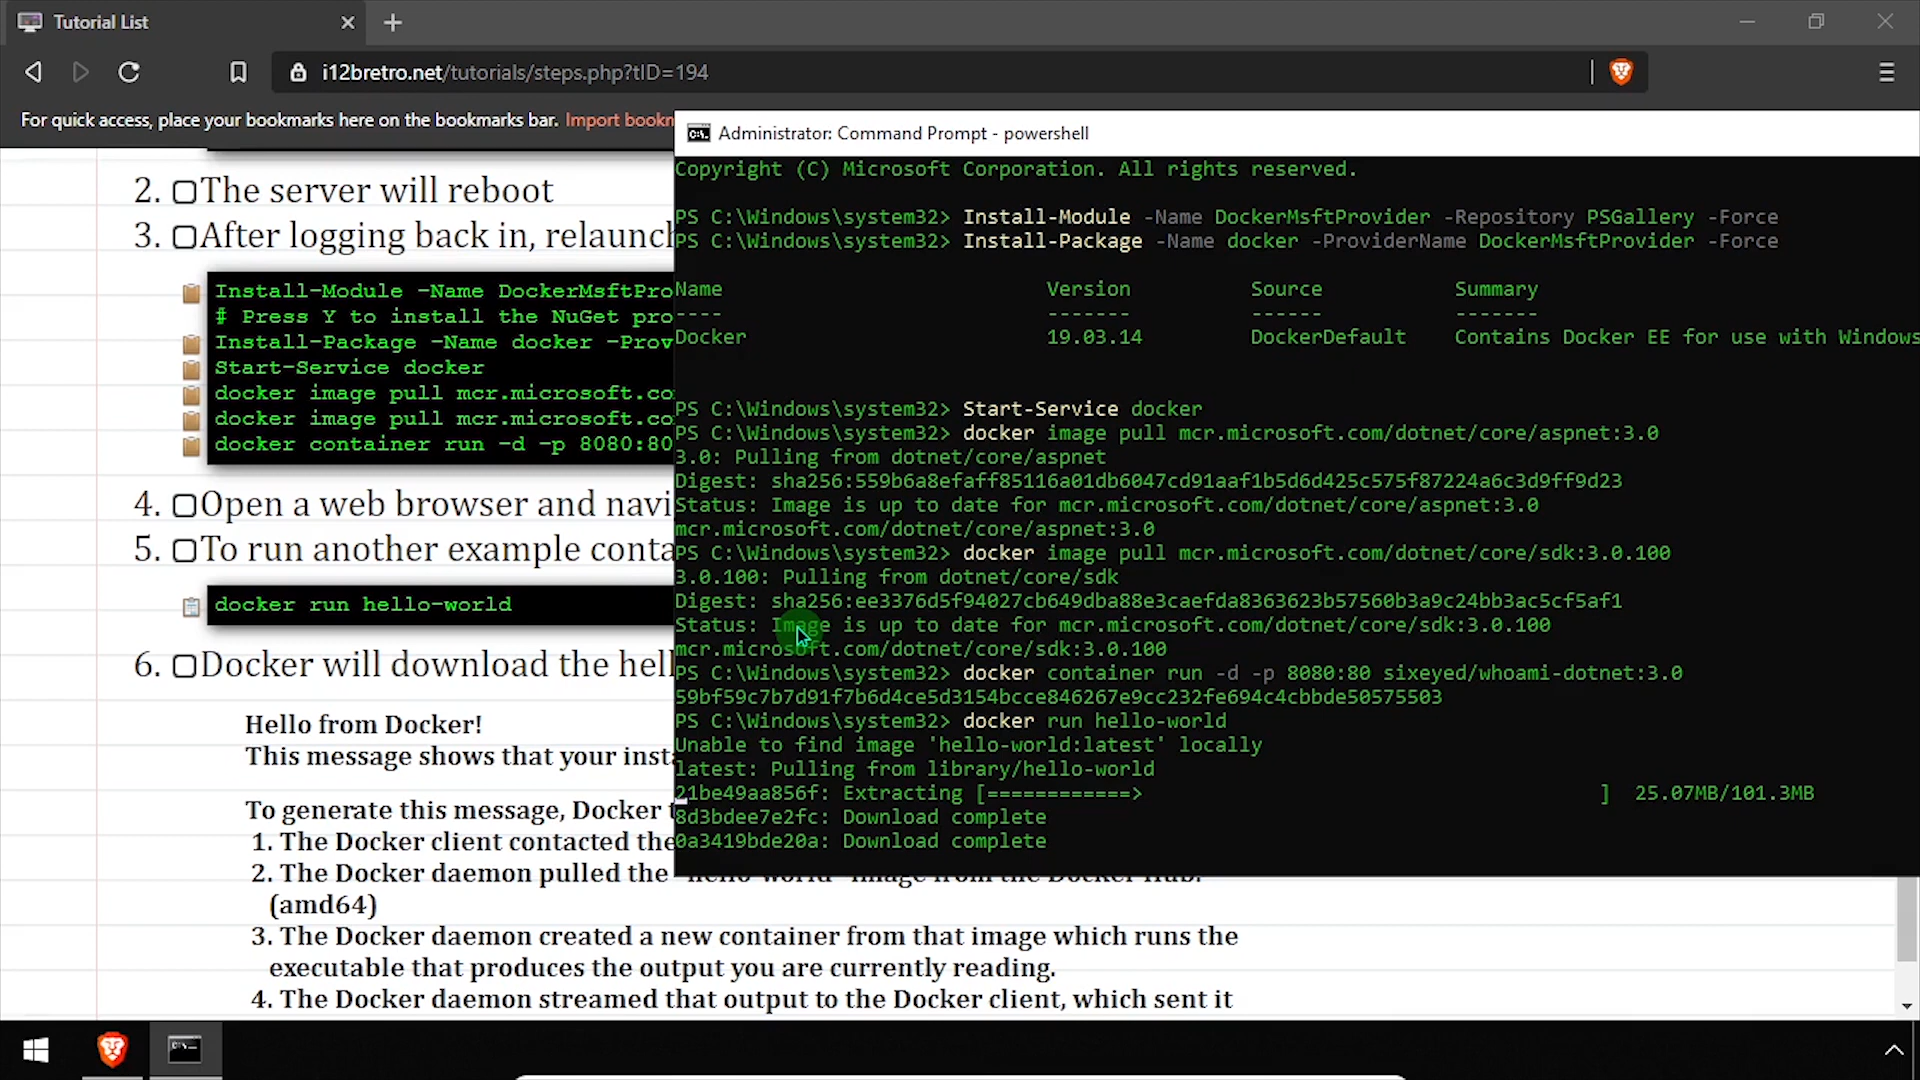 Tutorial List
i12bretro.net/tutorials/steps.php?tID=194
For quick access, place your bookmarks here on the bookmarks bar. Import bookm
2. The server will reboot
3. After logging back in, relaunch
Install-Module -Name DockerMsftPro
# Press Y to install the NuGet pro
Install-Package -Name docker -Prov
Start-Service docker
docker image pull mcr.microsoft.co
docker image pull mcr.microsoft.co
docker container run -d -p 8080:80
4. Open a web browser and navi
5. To run another example conta
docker run hello-world
6. Docker will download the hell
Hello from Docker!
This message shows that your insta
To generate this message, Docker t
1. The Docker client contacted the
2. The Docker daemon pulled the "hello-world" image from the Docker Hub.
(amd64)
3. The Docker daemon created a new container from that image which runs the
executable that produces the output you are currently reading.
4. The Docker daemon streamed that output to the Docker client, which sent it
Administrator: Command Prompt - powershell
Copyright (C) Microsoft Corporation. All rights reserved.
PS C:\Windows\system32> Install-Module -Name DockerMsftProvider -Repository PSGallery -Force
PS C:\Windows\system32> Install-Package -Name docker -ProviderName DockerMsftProvider -Force
Name Version Source Summary
---- ------- ------ -------
Docker 19.03.14 DockerDefault Contains Docker EE for use with Windows
PS C:\Windows\system32> Start-Service docker
PS C:\Windows\system32> docker image pull mcr.microsoft.com/dotnet/core/aspnet:3.0
3.0: Pulling from dotnet/core/aspnet
Digest: sha256:559b6a8efaff85116a01db6047cd91aaf1b5d6d425c575f87224a6c3d9ff9d23
Status: Image is up to date for mcr.microsoft.com/dotnet/core/aspnet:3.0
mcr.microsoft.com/dotnet/core/aspnet:3.0
PS C:\Windows\system32> docker image pull mcr.microsoft.com/dotnet/core/sdk:3.0.100
3.0.100: Pulling from dotnet/core/sdk
Digest: sha256:ee3376d5f94027cb649dba88e3caefda8363623b57560b3a9c24bb3ac5cf5af1
Status: Image is up to date for mcr.microsoft.com/dotnet/core/sdk:3.0.100
mcr.microsoft.com/dotnet/core/sdk:3.0.100
PS C:\Windows\system32> docker container run -d -p 8080:80 sixeyed/whoami-dotnet:3.0
59bf59c7b7d91f7b6d4ce5d3154bcce846267e9cc232fe694c4cbbde50575503
PS C:\Windows\system32> docker run hello-world
Unable to find image 'hello-world:latest' locally
latest: Pulling from library/hello-world
21be49aa856f: Extracting [============> ] 25.07MB/101.3MB
8d3bdee7e2fc: Download complete
0a3419bde20a: Download complete